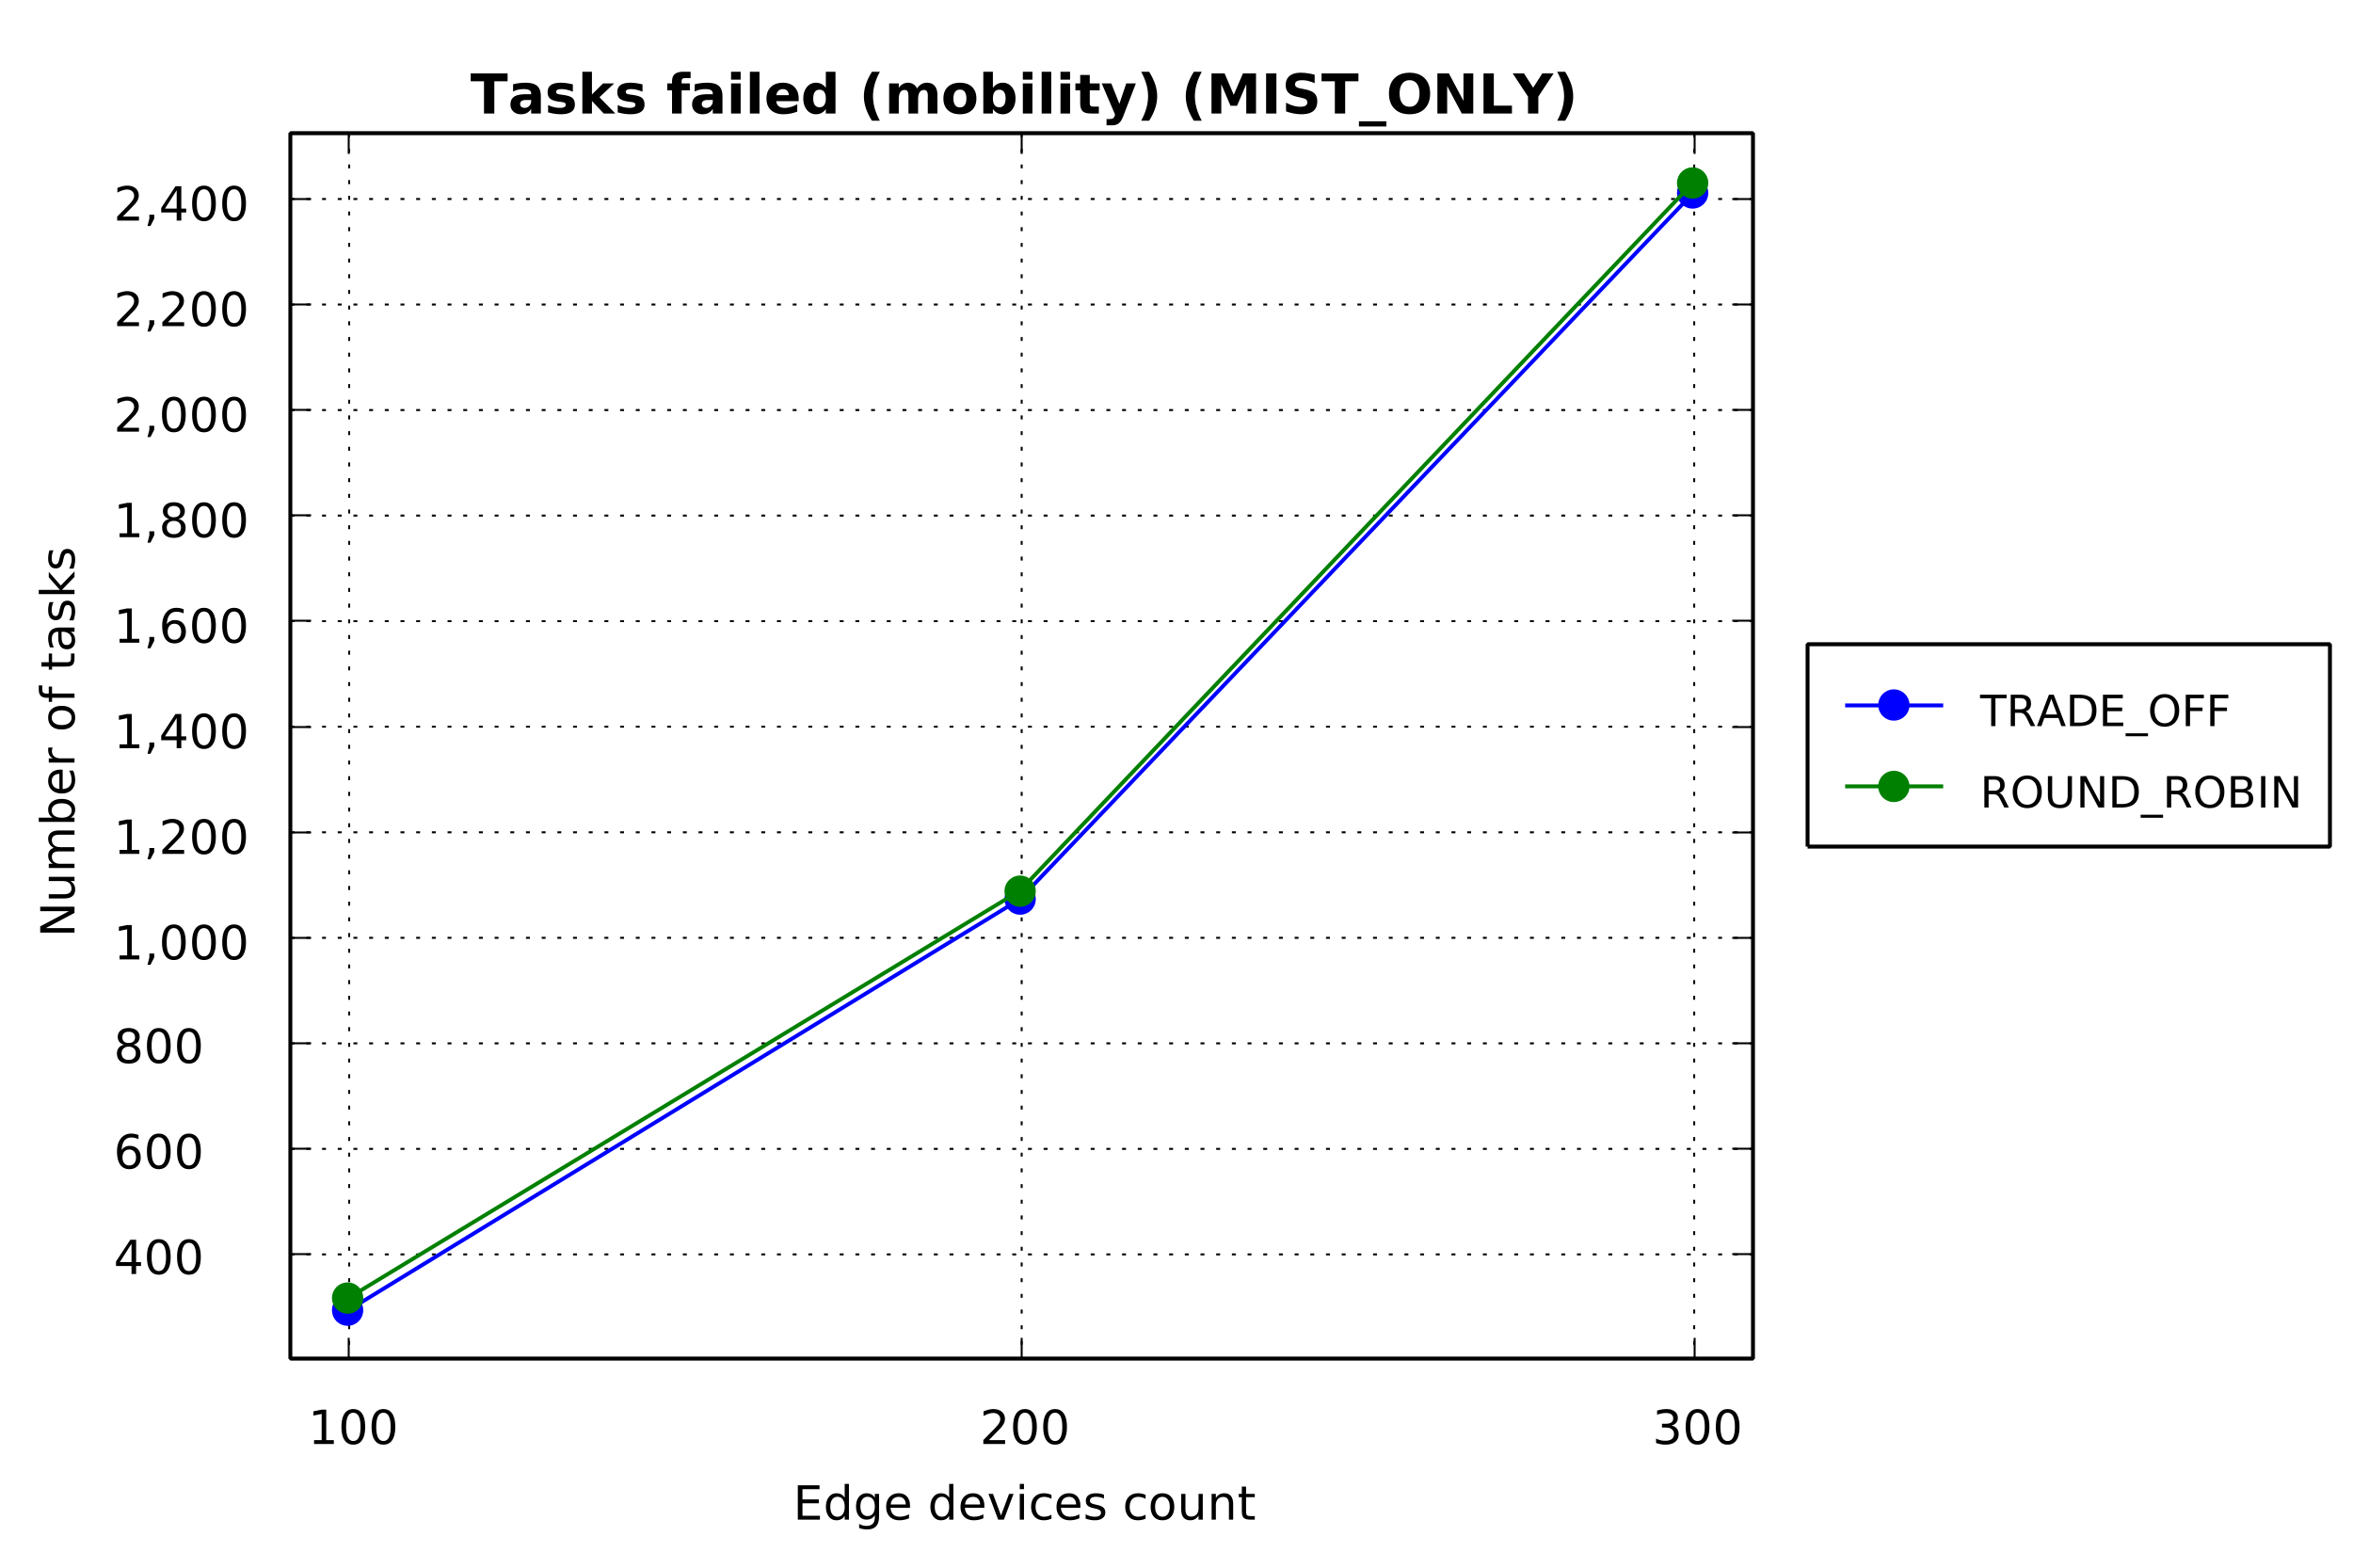 Tasks failed (mobility) (MIST_ONLY)
2,400
2,200
2,000
1,800
1,600
1,400
1,200
1,000
800
600
400
Number of tasks
100
200
300
Edge devices count
TRADE_OFF
ROUND_ROBIN